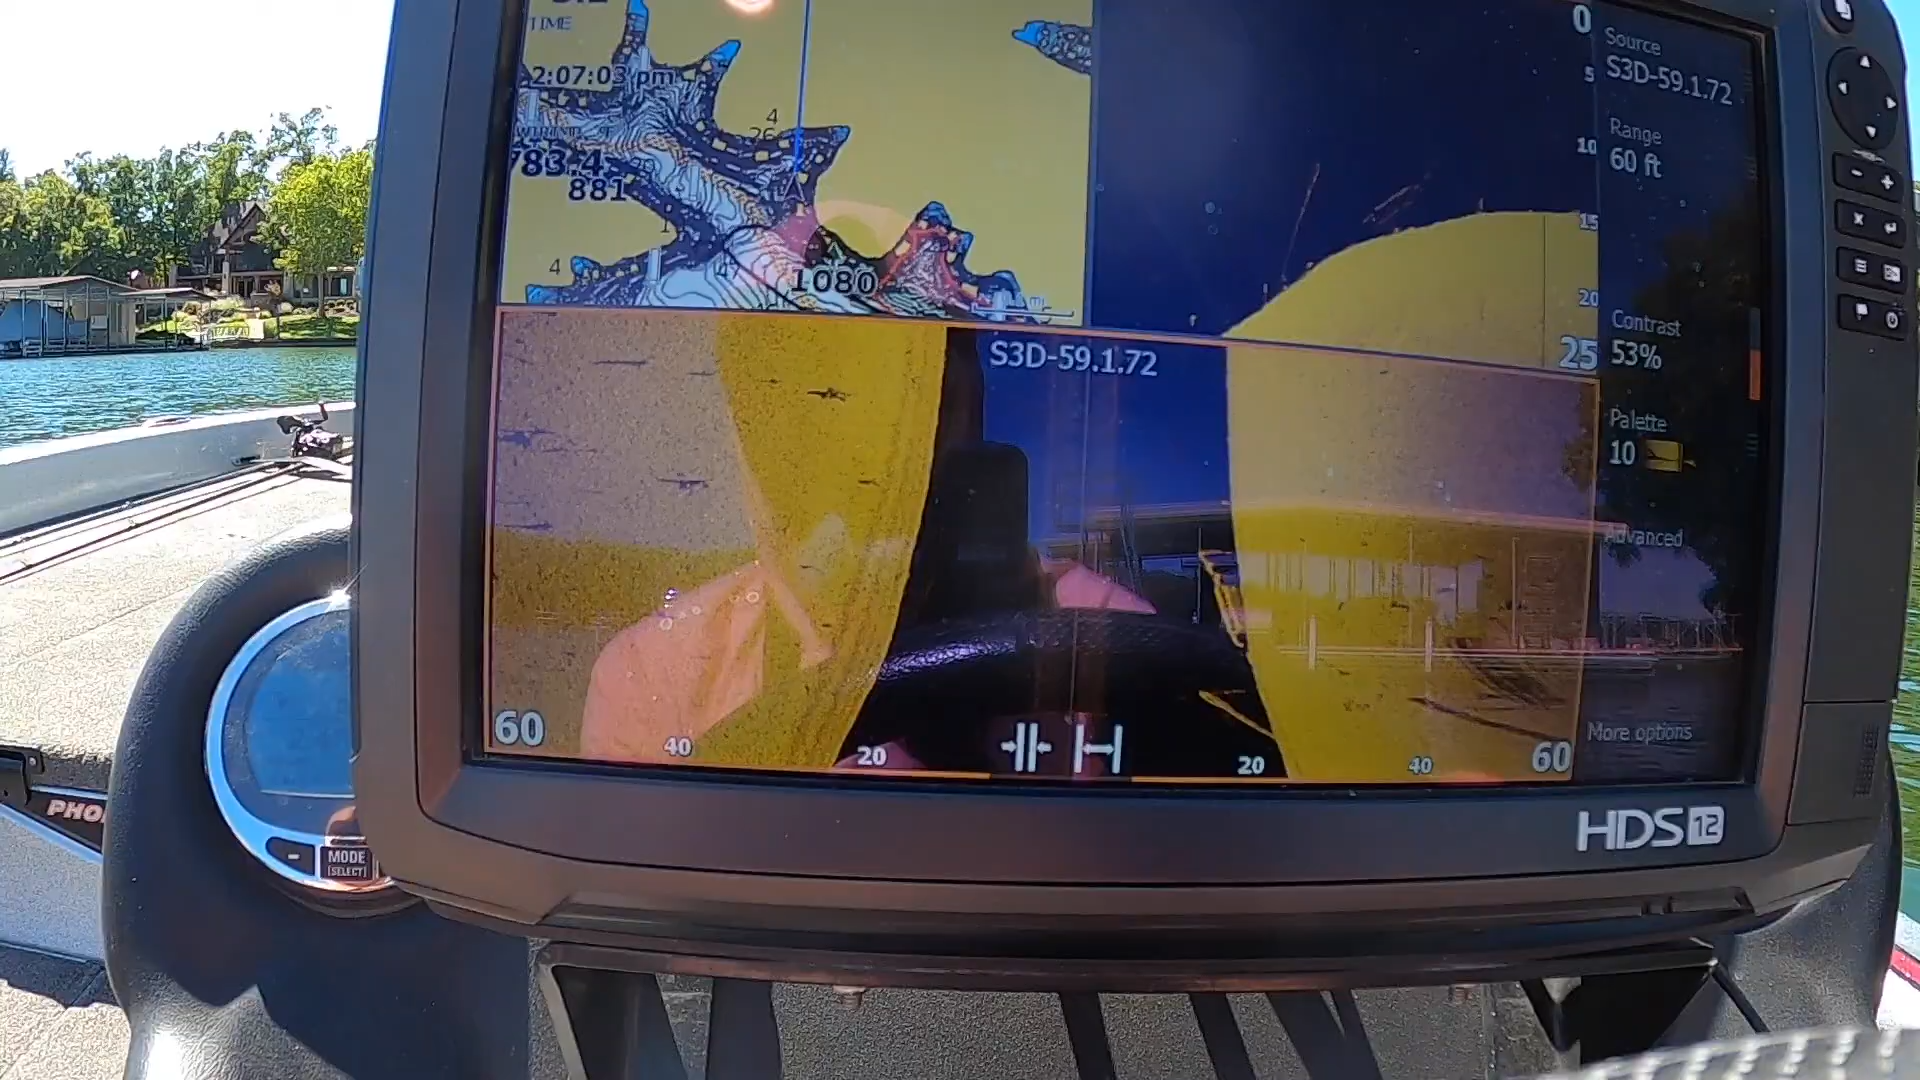 TIME
2:07:03 pm
783.4
881
4
26
4
1080
0
5
10
15
20
25
Source
S3D-59.1.72
Range
60 ft
Contrast
53%
Palette
10
Advanced
More options
S3D-59.1.72
60
40
20
20
40
60
HDS 12
MODE
[SELECT]
PHO